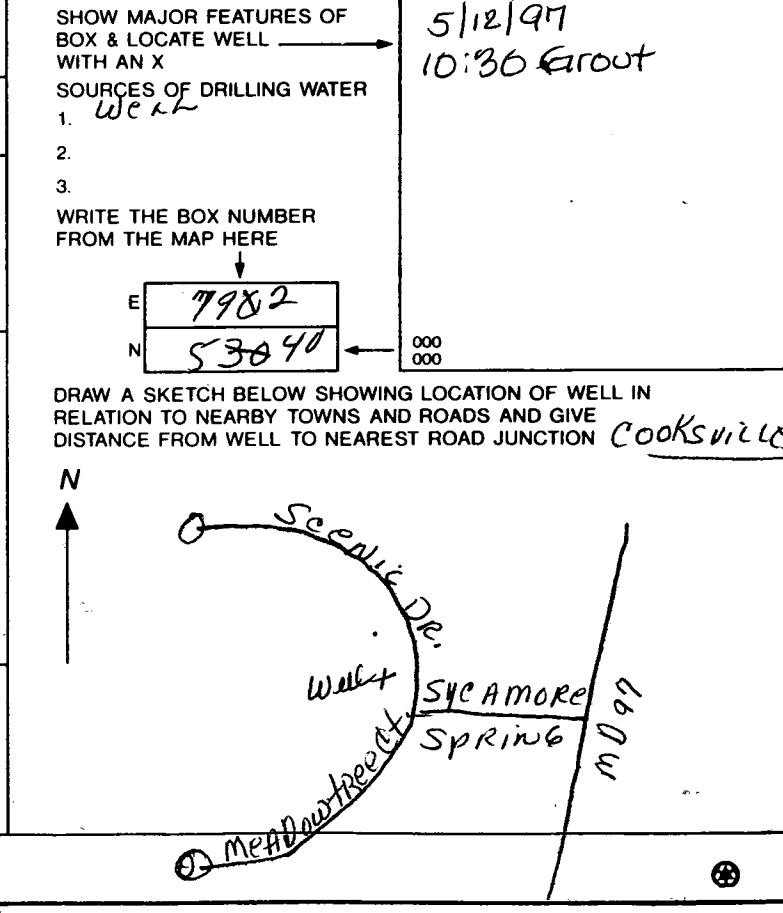 SHOW MAJOR FEATURES OF
BOX & LOCATE WELL
WITH AN X
SOURCES OF DRILLING WATER
1. Well
2.
3.
WRITE THE BOX NUMBER
FROM THE MAP HERE
E
N
5/12/97
10:30 Grout
000
000
DRAW A SKETCH BELOW SHOWING LOCATION OF WELL IN
RELATION TO NEARBY TOWNS AND ROADS AND GIVE
DISTANCE FROM WELL TO NEAREST ROAD JUNCTION COOKSVILLE
N
SCENIC DR.
Well x
SYCAMORE
SPRING
MD 97
MEADOWTREE Ct.